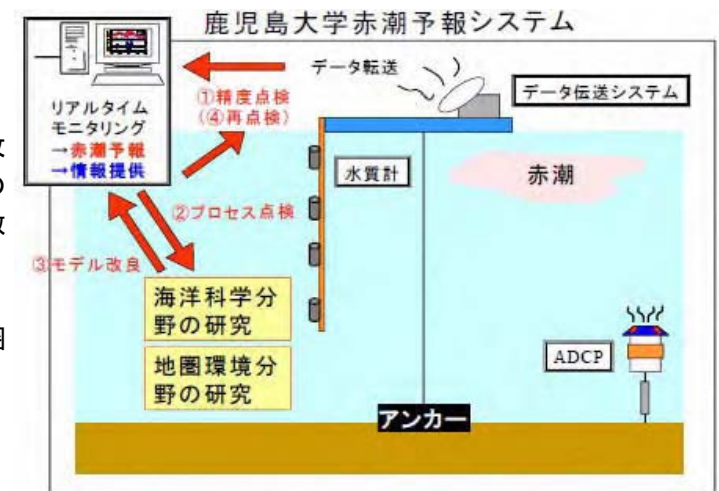 鹿児島大学赤潮予報システム
データ転送
データ伝送システム
リアルタイム
モニタリング
→赤潮予報
→情報提供
①精度点検
(④再点検)
水質計
赤潮
②プロセス点検
③モデル改良
海洋科学分
野の研究
地圏環境分
野の研究
ADCP
アンカー